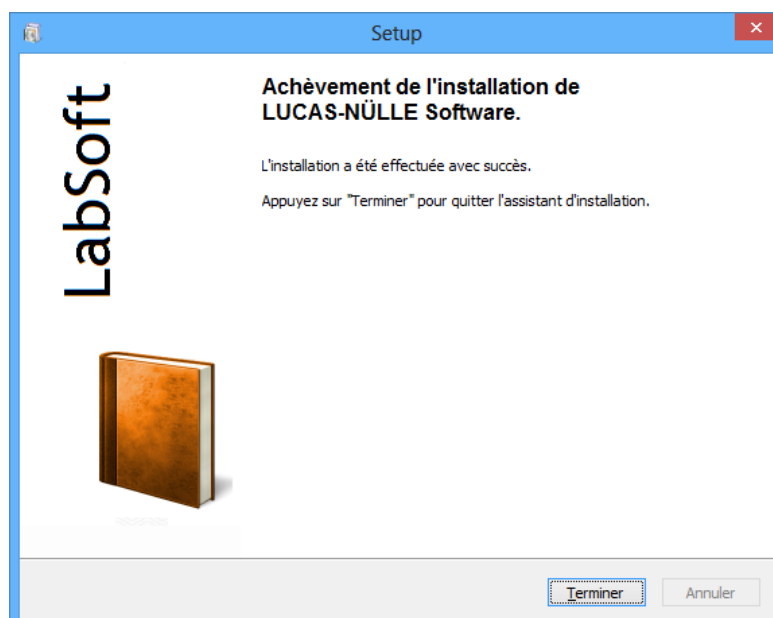 Setup
LabSoft
Achèvement de l'installation de
LUCAS-NÜLLE Software.
L'installation a été effectuée avec succès.
Appuyez sur "Terminer" pour quitter l'assistant d'installation.
Terminer
Annuler